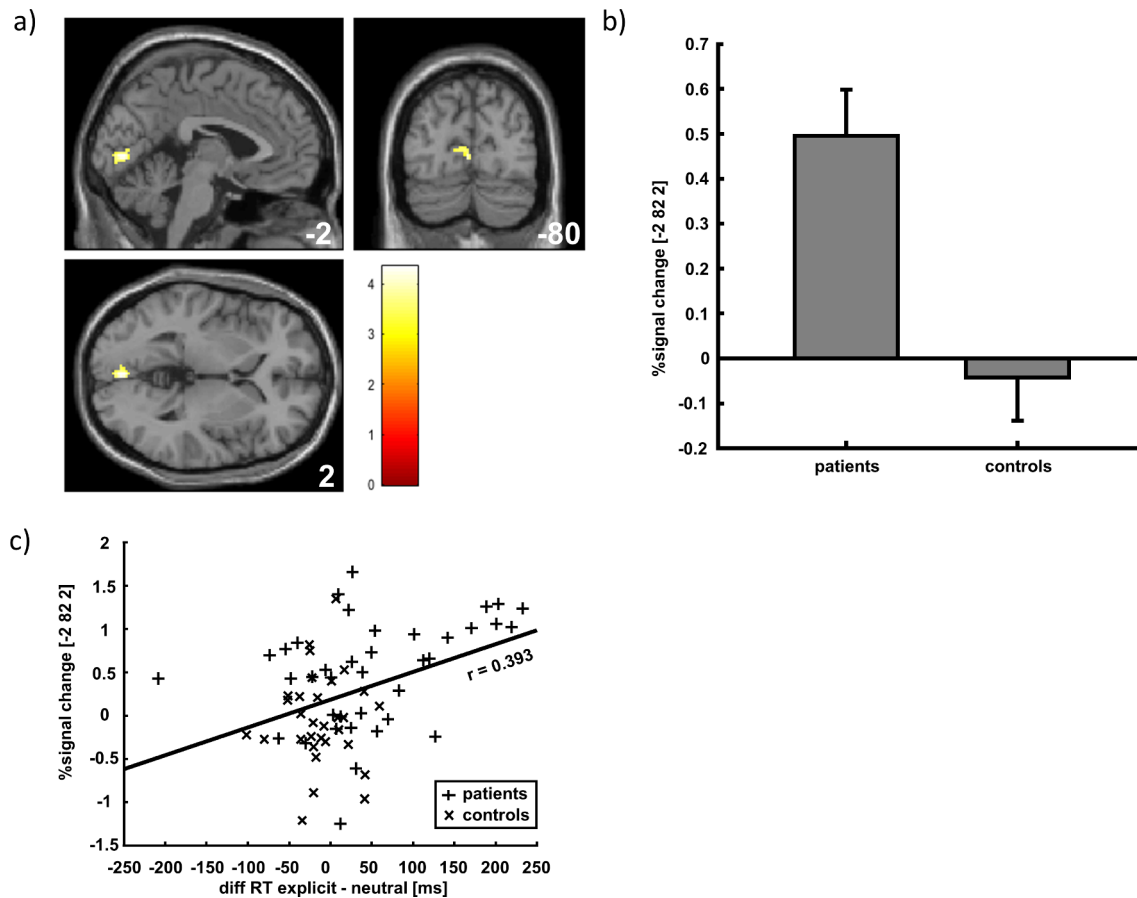 a)
-2
-80
2
4
3
2
1
0
b)
%signal change [-2 82 2]
0.7
0.6
0.5
0.4
0.3
0.2
0.1
0
-0.1
-0.2
patients
controls
c)
%signal change [-2 82 2]
2
1.5
1
0.5
0
-0.5
-1
-1.5
r = 0.393
+ patients
× controls
-250 -200 -150 -100 -50 0 50 100 150 200 250
diff RT explicit - neutral [ms]